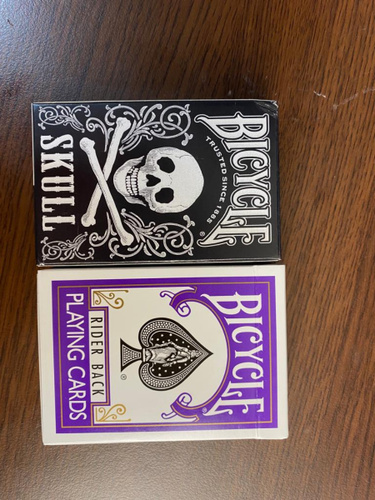 BICYCLE
®
TRUSTED SINCE 1885
SKULL
BICYCLE
®
®
RIDER BACK
PLAYING CARDS